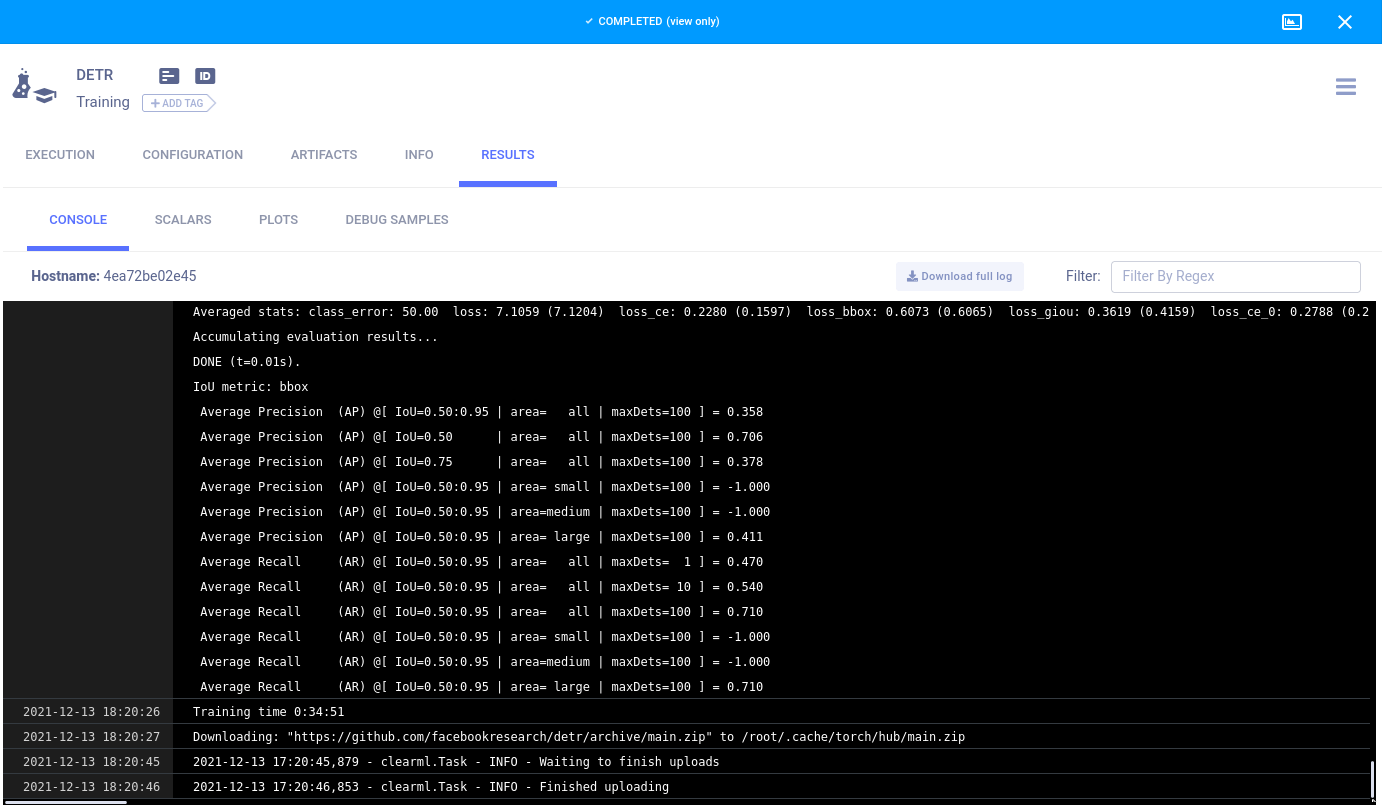 COMPLETED (view only)
DETR ID
Training ADD TAG
EXECUTION CONFIGURATION ARTIFACTS INFO RESULTS
CONSOLE SCALARS PLOTS DEBUG SAMPLES
Hostname: 4ea72be02e45 Download full log Filter: Filter By Regex
Averaged stats: class_error: 50.00  loss: 7.1059 (7.1204)  loss_ce: 0.2280 (0.1597)  loss_bbox: 0.6073 (0.6065)  loss_giou: 0.3619 (0.4159)  loss_ce_0: 0.2788 (0.2
Accumulating evaluation results...
DONE (t=0.01s).
IoU metric: bbox
Average Precision  (AP) @[ IoU=0.50:0.95 | area=   all | maxDets=100 ] = 0.358
Average Precision  (AP) @[ IoU=0.50      | area=   all | maxDets=100 ] = 0.706
Average Precision  (AP) @[ IoU=0.75      | area=   all | maxDets=100 ] = 0.378
Average Precision  (AP) @[ IoU=0.50:0.95 | area= small | maxDets=100 ] = -1.000
Average Precision  (AP) @[ IoU=0.50:0.95 | area=medium | maxDets=100 ] = -1.000
Average Precision  (AP) @[ IoU=0.50:0.95 | area= large | maxDets=100 ] = 0.411
Average Recall     (AR) @[ IoU=0.50:0.95 | area=   all | maxDets=  1 ] = 0.470
Average Recall     (AR) @[ IoU=0.50:0.95 | area=   all | maxDets= 10 ] = 0.540
Average Recall     (AR) @[ IoU=0.50:0.95 | area=   all | maxDets=100 ] = 0.710
Average Recall     (AR) @[ IoU=0.50:0.95 | area= small | maxDets=100 ] = -1.000
Average Recall     (AR) @[ IoU=0.50:0.95 | area=medium | maxDets=100 ] = -1.000
Average Recall     (AR) @[ IoU=0.50:0.95 | area= large | maxDets=100 ] = 0.710
2021-12-13 18:20:26 Training time 0:34:51
2021-12-13 18:20:27 Downloading: "https://github.com/facebookresearch/detr/archive/main.zip" to /root/.cache/torch/hub/main.zip
2021-12-13 18:20:45 2021-12-13 17:20:45,879 - clearml.Task - INFO - Waiting to finish uploads
2021-12-13 18:20:46 2021-12-13 17:20:46,853 - clearml.Task - INFO - Finished uploading